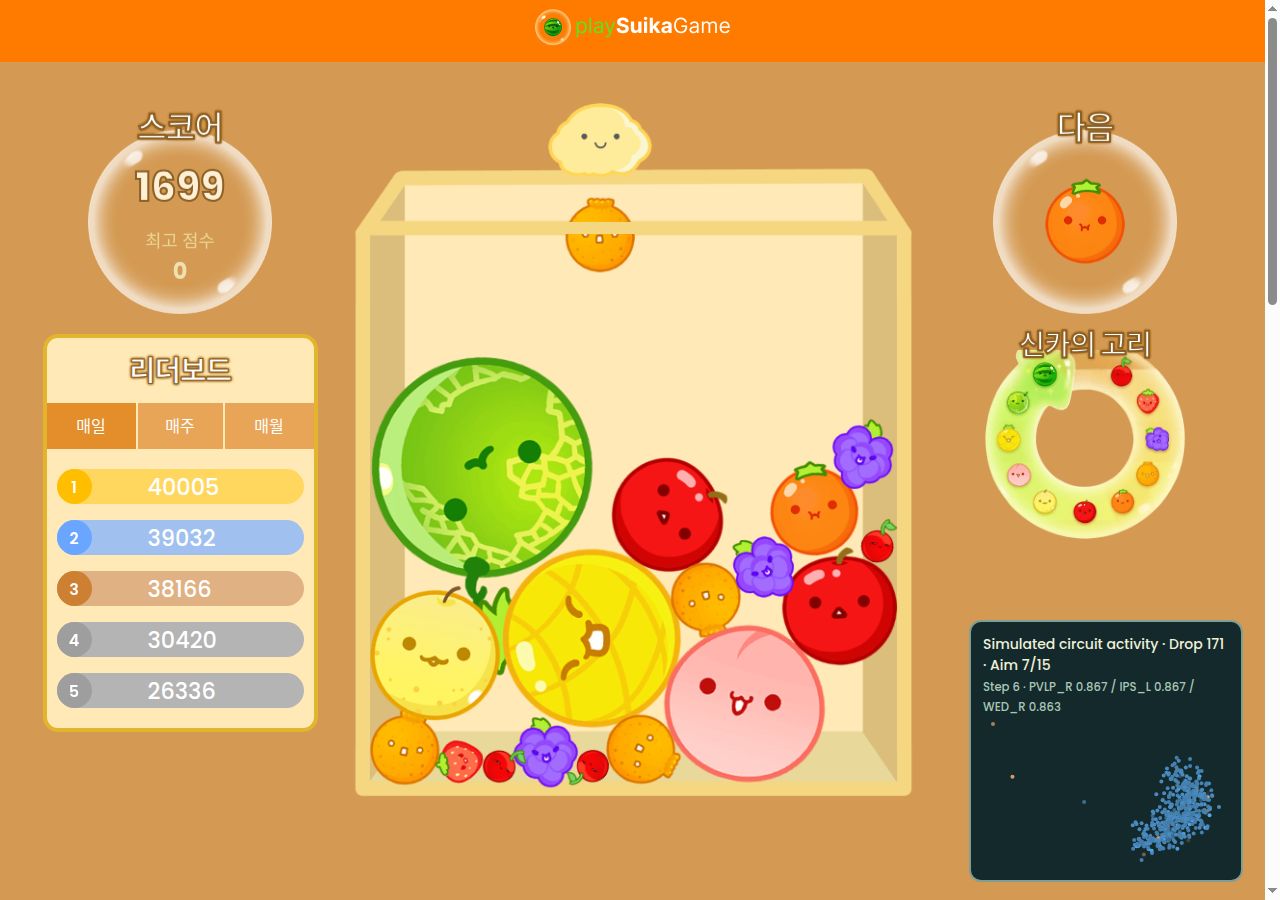 playSuikaGame
스코어
1699
최고 점수
0
리더보드
매일 매주 매월
1 40005
2 39032
3 38166
4 30420
5 26336
다음
신카의 고리
Simulated circuit activity · Drop 171
· Aim 7/15
Step 6 · PVLP_R 0.867 / IPS_L 0.867 /
WED_R 0.863